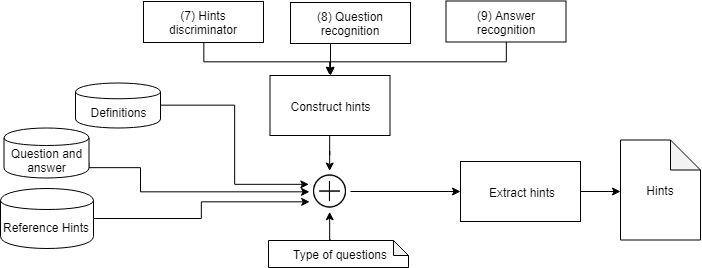 (7) Hints
discriminator
(8) Question
recognition
(9) Answer
recognition
Construct hints
Definitions
Question and
answer
Reference Hints
Extract hints
Hints
Type of questions